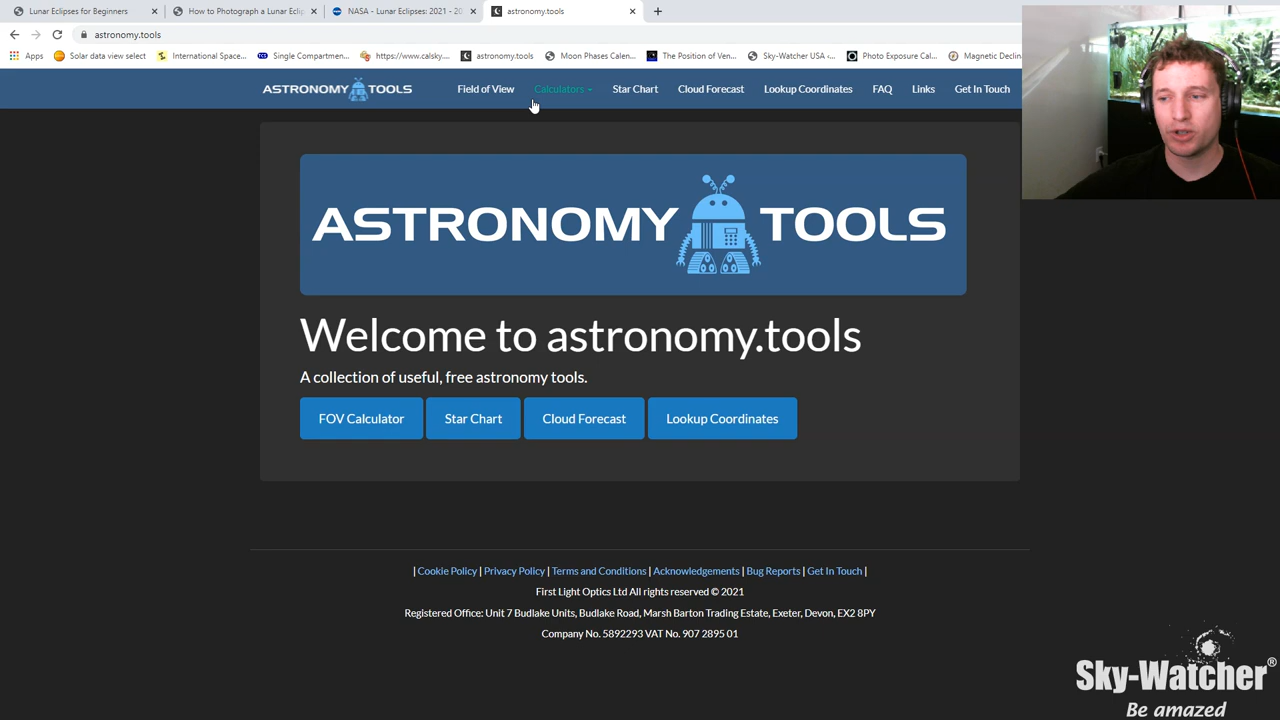 Lunar Eclipses for Beginners
How to Photograph a Lunar Eclip
NASA - Lunar Eclipses: 2021 - 20
astronomy.tools
astronomy.tools
Apps
Solar data view select
International Space...
Single Compartmen...
https://www.calsky....
astronomy.tools
Moon Phases Calen...
The Position of Ven...
Sky-Watcher USA ‹...
Photo Exposure Cal...
Magnetic Declin
ASTRONOMY TOOLS
Field of View
Calculators
Star Chart
Cloud Forecast
Lookup Coordinates
FAQ
Links
Get In Touch
ASTRONOMY TOOLS
Welcome to astronomy.tools
A collection of useful, free astronomy tools.
FOV Calculator
Star Chart
Cloud Forecast
Lookup Coordinates
| Cookie Policy | Privacy Policy | Terms and Conditions | Acknowledgements | Bug Reports | Get In Touch |
First Light Optics Ltd All rights reserved © 2021
Registered Office: Unit 7 Budlake Units, Budlake Road, Marsh Barton Trading Estate, Exeter, Devon, EX2 8PY
Company No. 5892293 VAT No. 907 2895 01
Sky-Watcher®
Be amazed